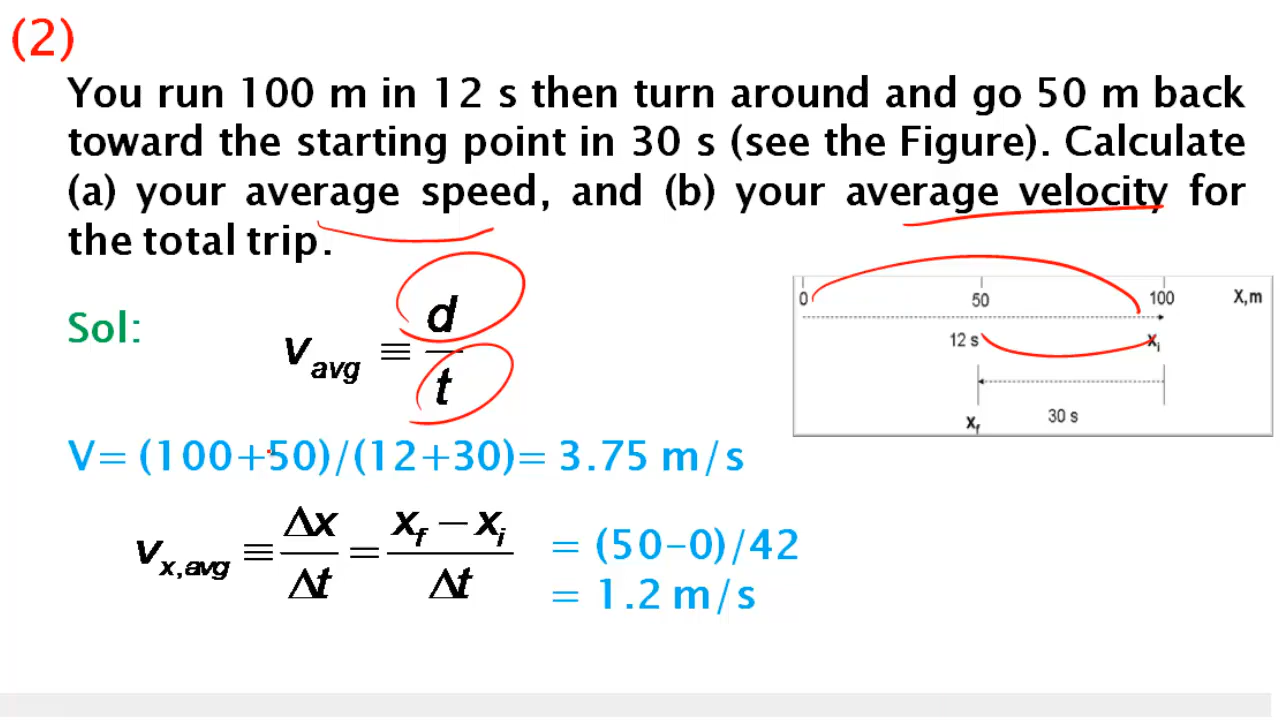 (2)
You run 100 m in 12 s then turn around and go 50 m back
toward the starting point in 30 s (see the Figure). Calculate
(a) your average speed, and (b) your average velocity for
the total trip.
Sol:
v_avg ≡ d/t
0 50 100 X,m
12 s x_i
30 s
x_f
V= (100+50)/(12+30)= 3.75 m/s
v_x,avg ≡ Δx/Δt = (x_f − x_i)/Δt = (50-0)/42
= 1.2 m/s